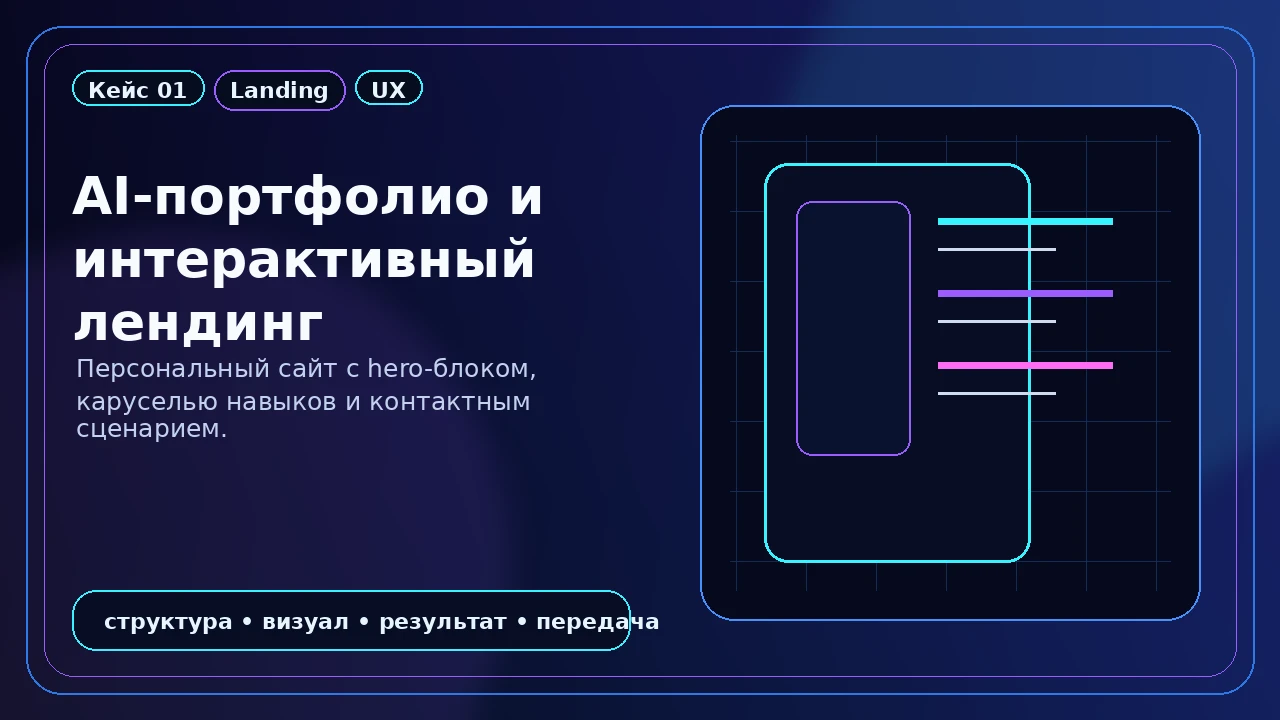 Кейс 01 Landing UX
AI-портфолио и
интерактивный
лендинг
Персональный сайт с hero-блоком,
каруселью навыков и контактным
сценарием.
структура • визуал • результат • передача